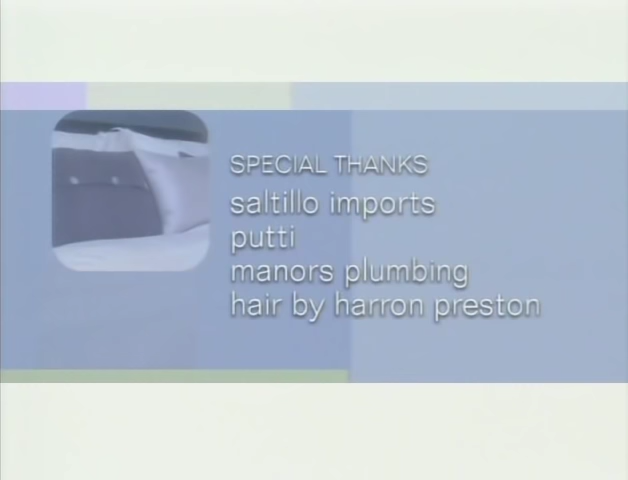 SPECIAL THANKS
saltillo imports
putti
manors plumbing
hair by harron preston